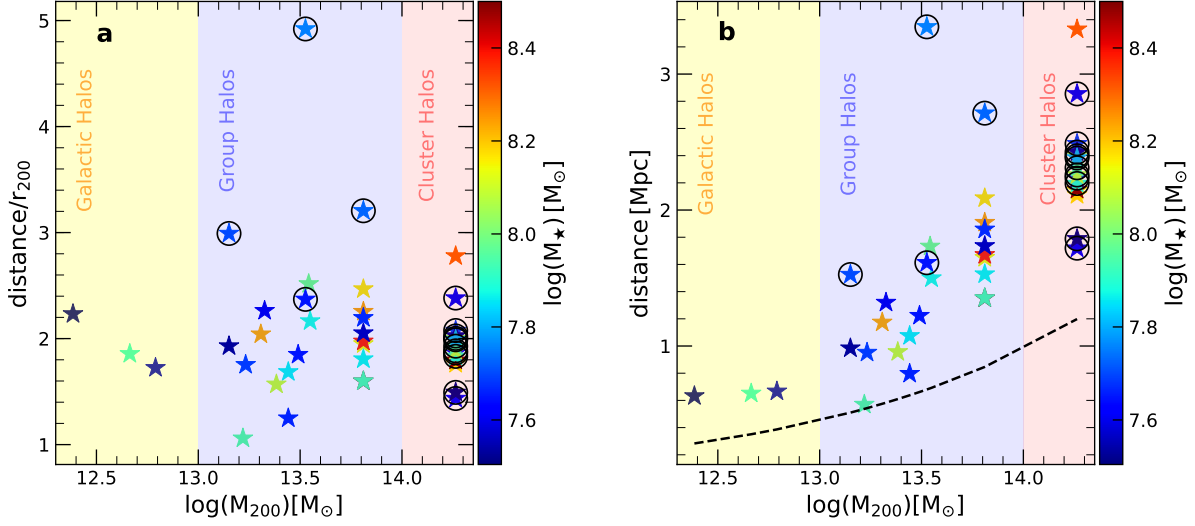 a
Galactic Halos
Group Halos
Cluster Halos
5
4
3
2
1
distance/r₂₀₀
12.5 13.0 13.5 14.0
log(M₂₀₀)[M⊙]
8.4
8.2
8.0
7.8
7.6
log(M★) [M⊙]
b
Galactic Halos
Group Halos
Cluster Halos
3
2
1
distance [Mpc]
12.5 13.0 13.5 14.0
log(M₂₀₀)[M⊙]
8.4
8.2
8.0
7.8
7.6
log(M★) [M⊙]